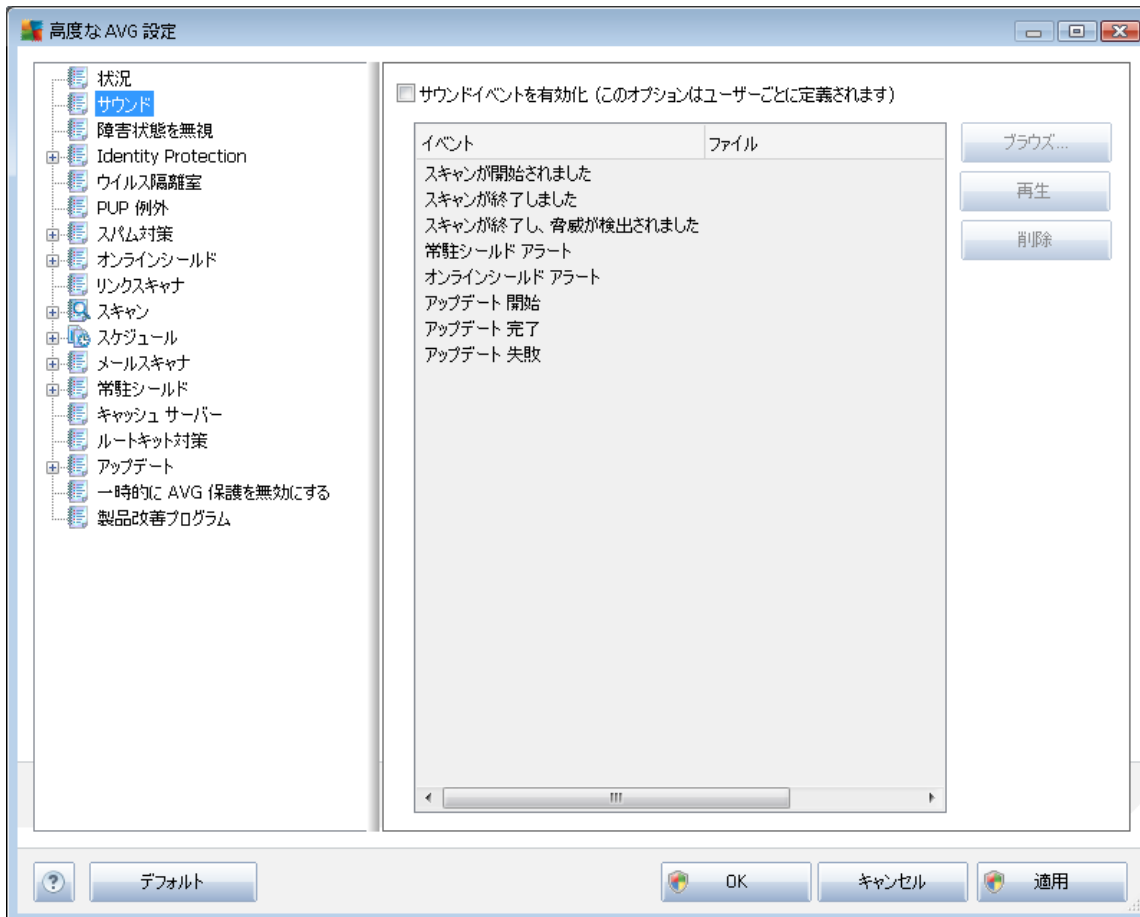 高度な AVG 設定
状況
サウンド
障害状態を無視
Identity Protection
ウイルス隔離室
PUP 例外
スパム対策
オンラインシールド
リンクスキャナ
スキャン
スケジュール
メールスキャナ
常駐シールド
キャッシュ サーバー
ルートキット対策
アップデート
一時的に AVG 保護を無効にする
製品改善プログラム
サウンドイベントを有効化 (このオプションはユーザーごとに定義されます)
イベント ファイル
スキャンが開始されました
スキャンが終了しました
スキャンが終了し、脅威が検出されました
常駐シールド アラート
オンラインシールド アラート
アップデート 開始
アップデート 完了
アップデート 失敗
ブラウズ...
再生
削除
? デフォルト OK キャンセル 適用